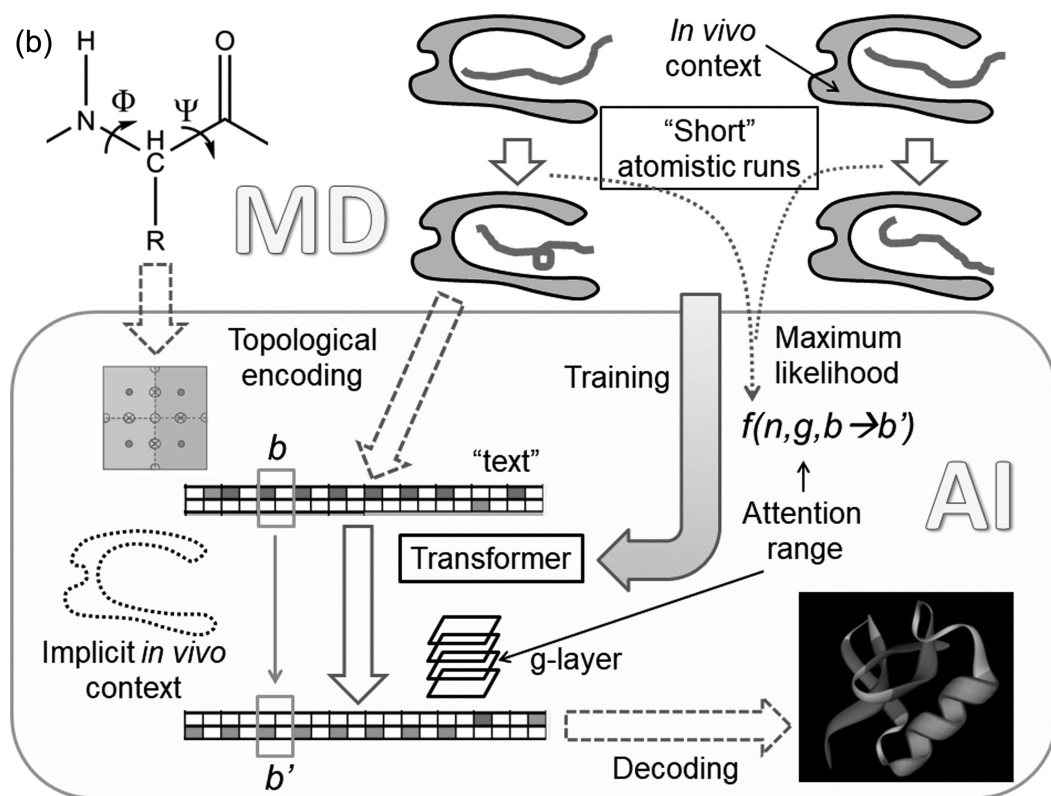 (b)
H
O
N
Φ
Ψ
H
C
R
MD
In vivo
context
“Short”
atomistic runs
Topological
encoding
Training
Maximum
likelihood
f(n,g,b→b’)
AI
b
“text”
Attention
range
Transformer
Implicit in vivo
context
g-layer
b’
Decoding